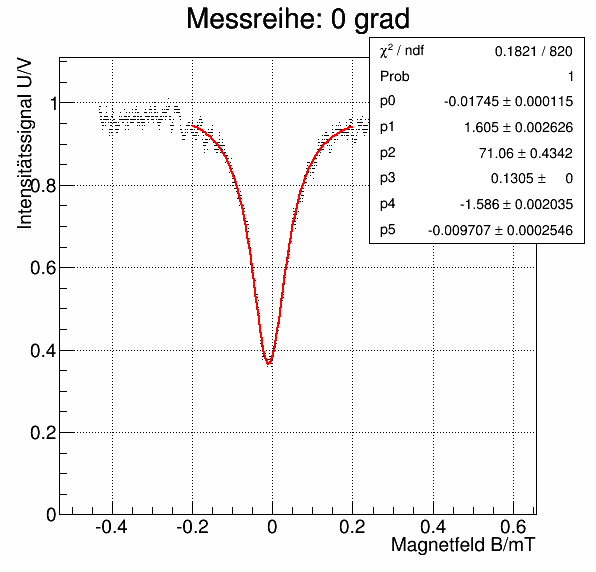 Messreihe: 0 grad
χ² / ndf 0.1821 / 820
Prob 1
p0 -0.01745 ± 0.000115
p1 1.605 ± 0.002626
p2 71.06 ± 0.4342
p3 0.1305 ± 0
p4 -1.586 ± 0.002035
p5 -0.009707 ± 0.0002546
Intensitätssignal U/V
1
0.8
0.6
0.4
0.2
0
-0.4 -0.2 0 0.2 0.4 0.6
Magnetfeld B/mT